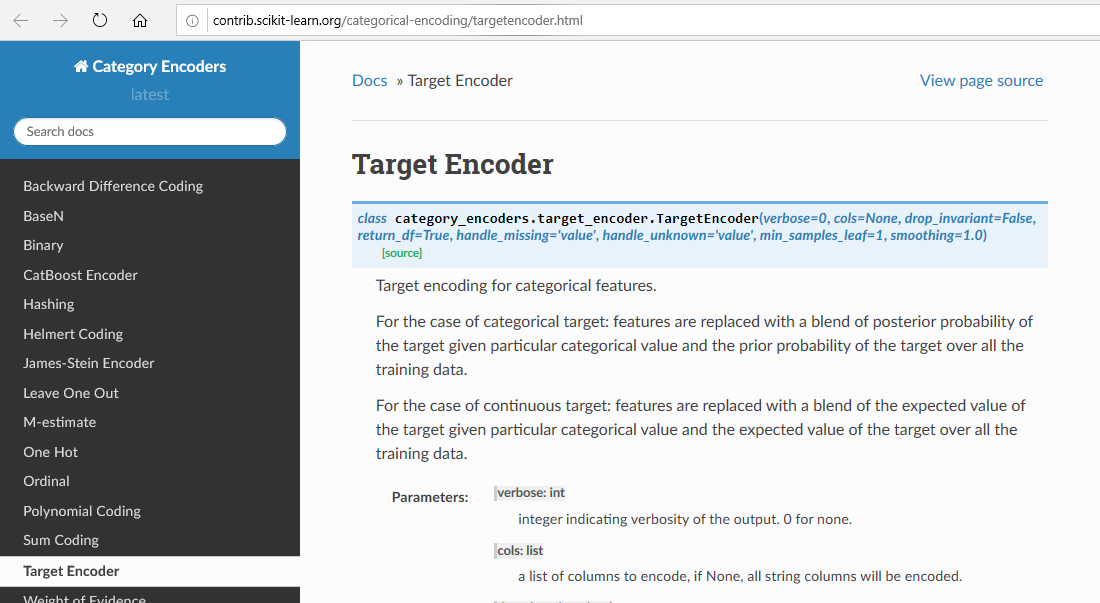 contrib.scikit-learn.org/categorical-encoding/targetencoder.html
Category Encoders
latest
Search docs
Backward Difference Coding
BaseN
Binary
CatBoost Encoder
Hashing
Helmert Coding
James-Stein Encoder
Leave One Out
M-estimate
One Hot
Ordinal
Polynomial Coding
Sum Coding
Target Encoder
Weight of Evidence
Docs » Target Encoder
View page source
Target Encoder
class category_encoders.target_encoder.TargetEncoder(verbose=0, cols=None, drop_invariant=False,
return_df=True, handle_missing='value', handle_unknown='value', min_samples_leaf=1, smoothing=1.0)
[source]
Target encoding for categorical features.
For the case of categorical target: features are replaced with a blend of posterior probability of
the target given particular categorical value and the prior probability of the target over all the
training data.
For the case of continuous target: features are replaced with a blend of the expected value of
the target given particular categorical value and the expected value of the target over all the
training data.
Parameters:
verbose: int
integer indicating verbosity of the output. 0 for none.
cols: list
a list of columns to encode, if None, all string columns will be encoded.